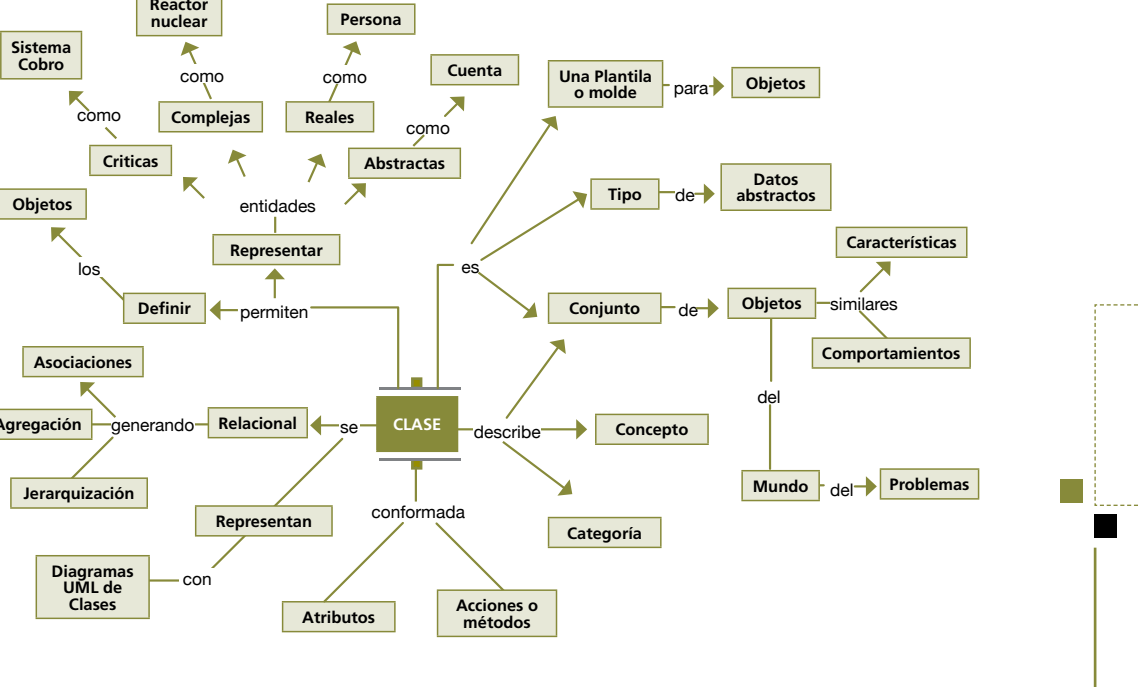 Reactor
nuclear
Persona
Sistema
Cobro
como
como
Cuenta
Una Plantila
o molde
para
Objetos
como
Complejas
Reales
como
Criticas
Abstractas
Tipo
de
Datos
abstractos
Objetos
entidades
Representar
los
es
Características
Definir
permiten
Conjunto
de
Objetos
similares
Comportamientos
Asociaciones
del
Agregación
generando
Relacional
se
CLASE
describe
Concepto
Jerarquización
Mundo
del
Problemas
Representan
conformada
Categoría
Diagramas
UML de
Clases
con
Atributos
Acciones o
métodos